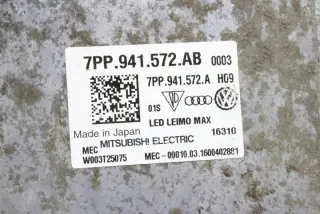 7PP.941.572.AB 0003
7PP.941.572.A H09
01S
LED LEIMO MAX
Made in Japan 16310
MEC MITSUBISHI ELECTRIC
W003T25075 MEC-00010.03.1600402881